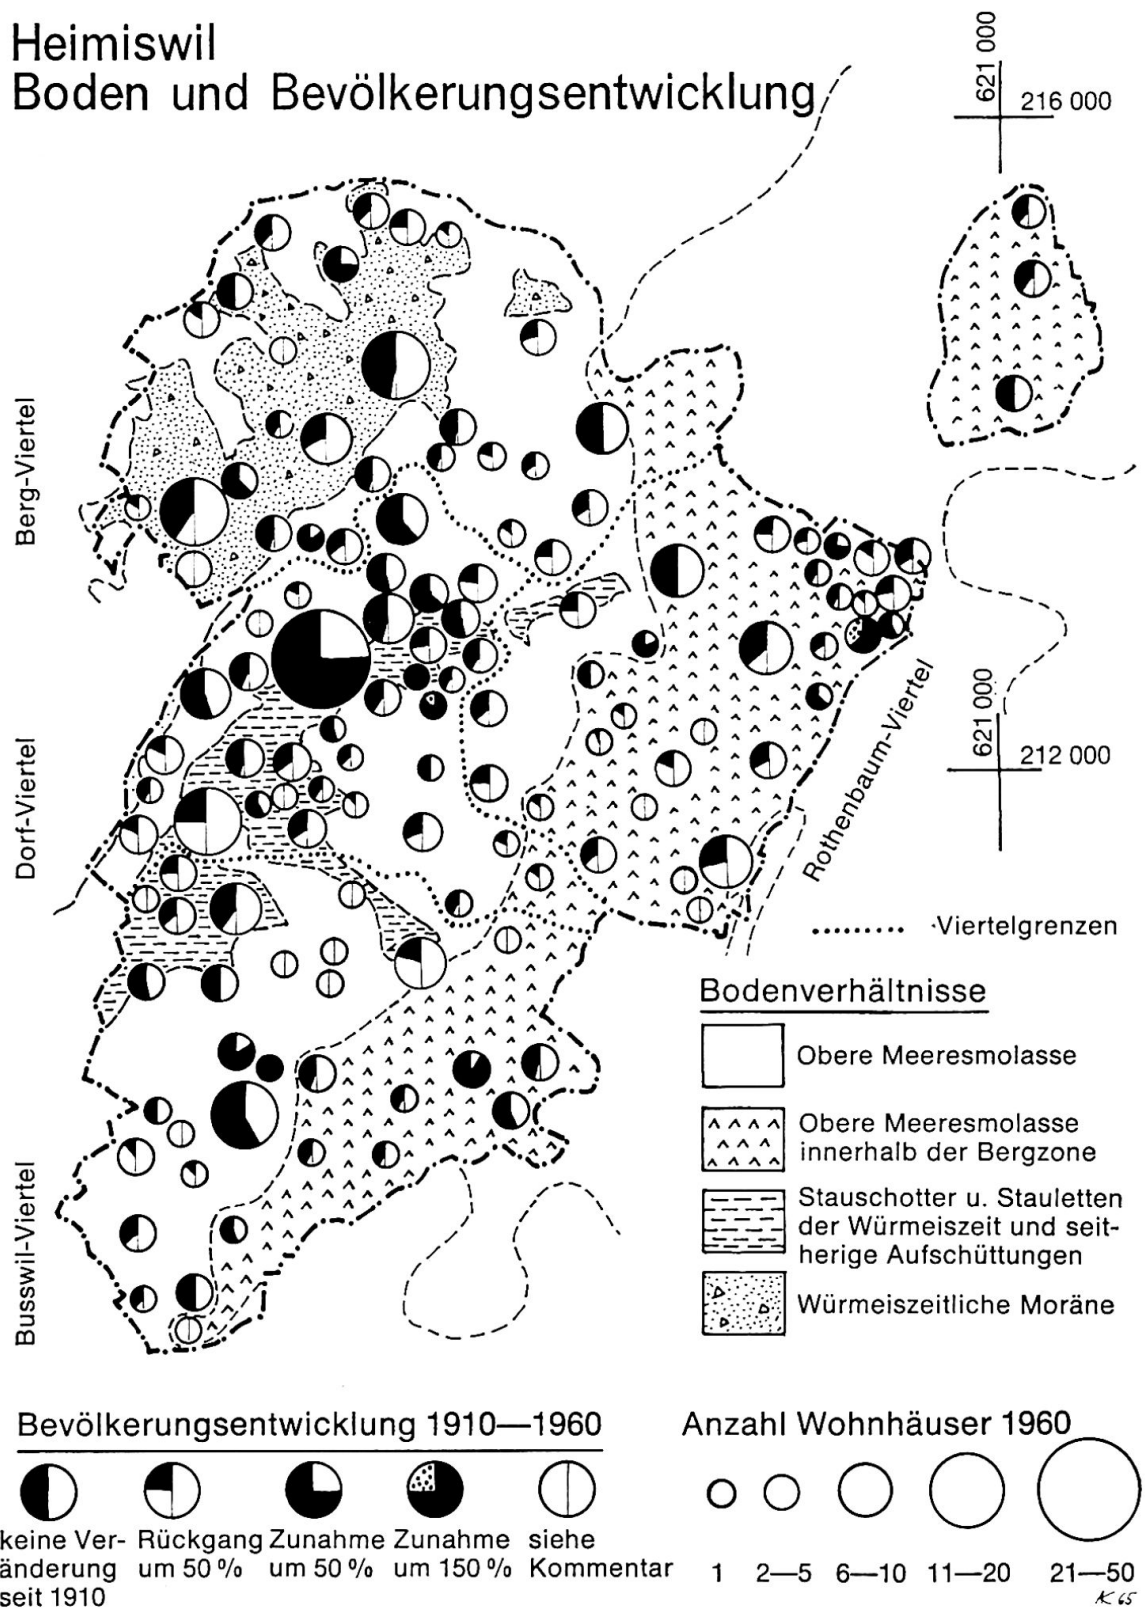 Heimiswil
Boden und Bevölkerungsentwicklung
621 000
216 000
Berg-Viertel
Dorf-Viertel
Busswil-Viertel
Rothenbaum-Viertel
621 000
212 000
Viertelgrenzen
Bodenverhältnisse
Obere Meeresmolasse
Obere Meeresmolasse
innerhalb der Bergzone
Stauschotter u. Stauletten
der Würmeiszeit und seit-
herige Aufschüttungen
Würmeiszeitliche Moräne
Bevölkerungsentwicklung 1910—1960
keine Ver-
änderung
seit 1910
Rückgang
um 50 %
Zunahme
um 50 %
Zunahme
um 150 %
siehe
Kommentar
Anzahl Wohnhäuser 1960
1
2—5
6—10
11—20
21—50
AK 65